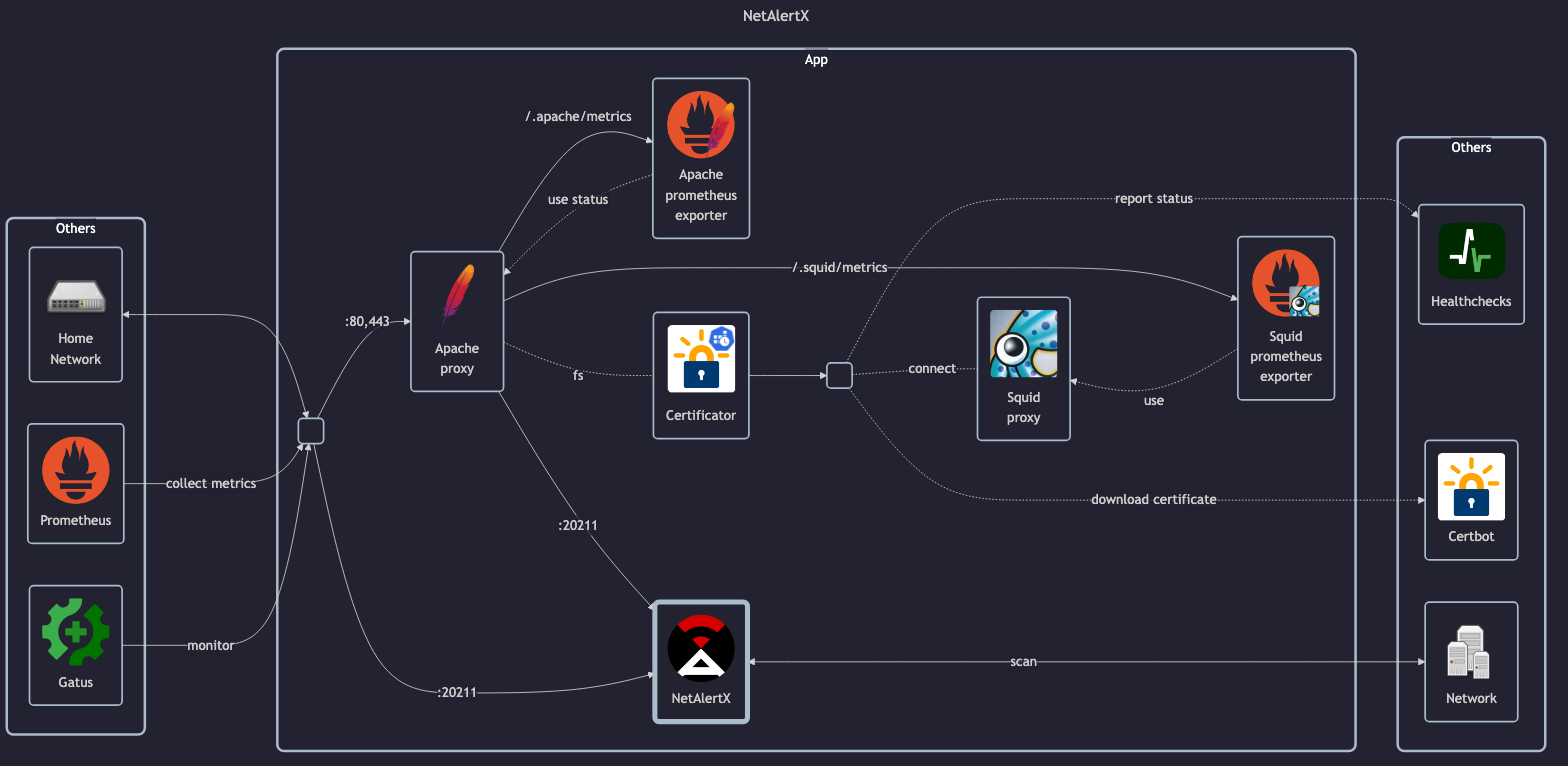 NetAlertX
App
Others
Home
Network
Prometheus
Gatus
collect metrics
monitor
:80,443
:20211
Apache
proxy
/.apache/metrics
use status
/.squid/metrics
fs
:20211
Apache
prometheus
exporter
Certificator
NetAlertX
report status
connect
download certificate
scan
Squid
proxy
use
Squid
prometheus
exporter
Others
Healthchecks
Certbot
Network